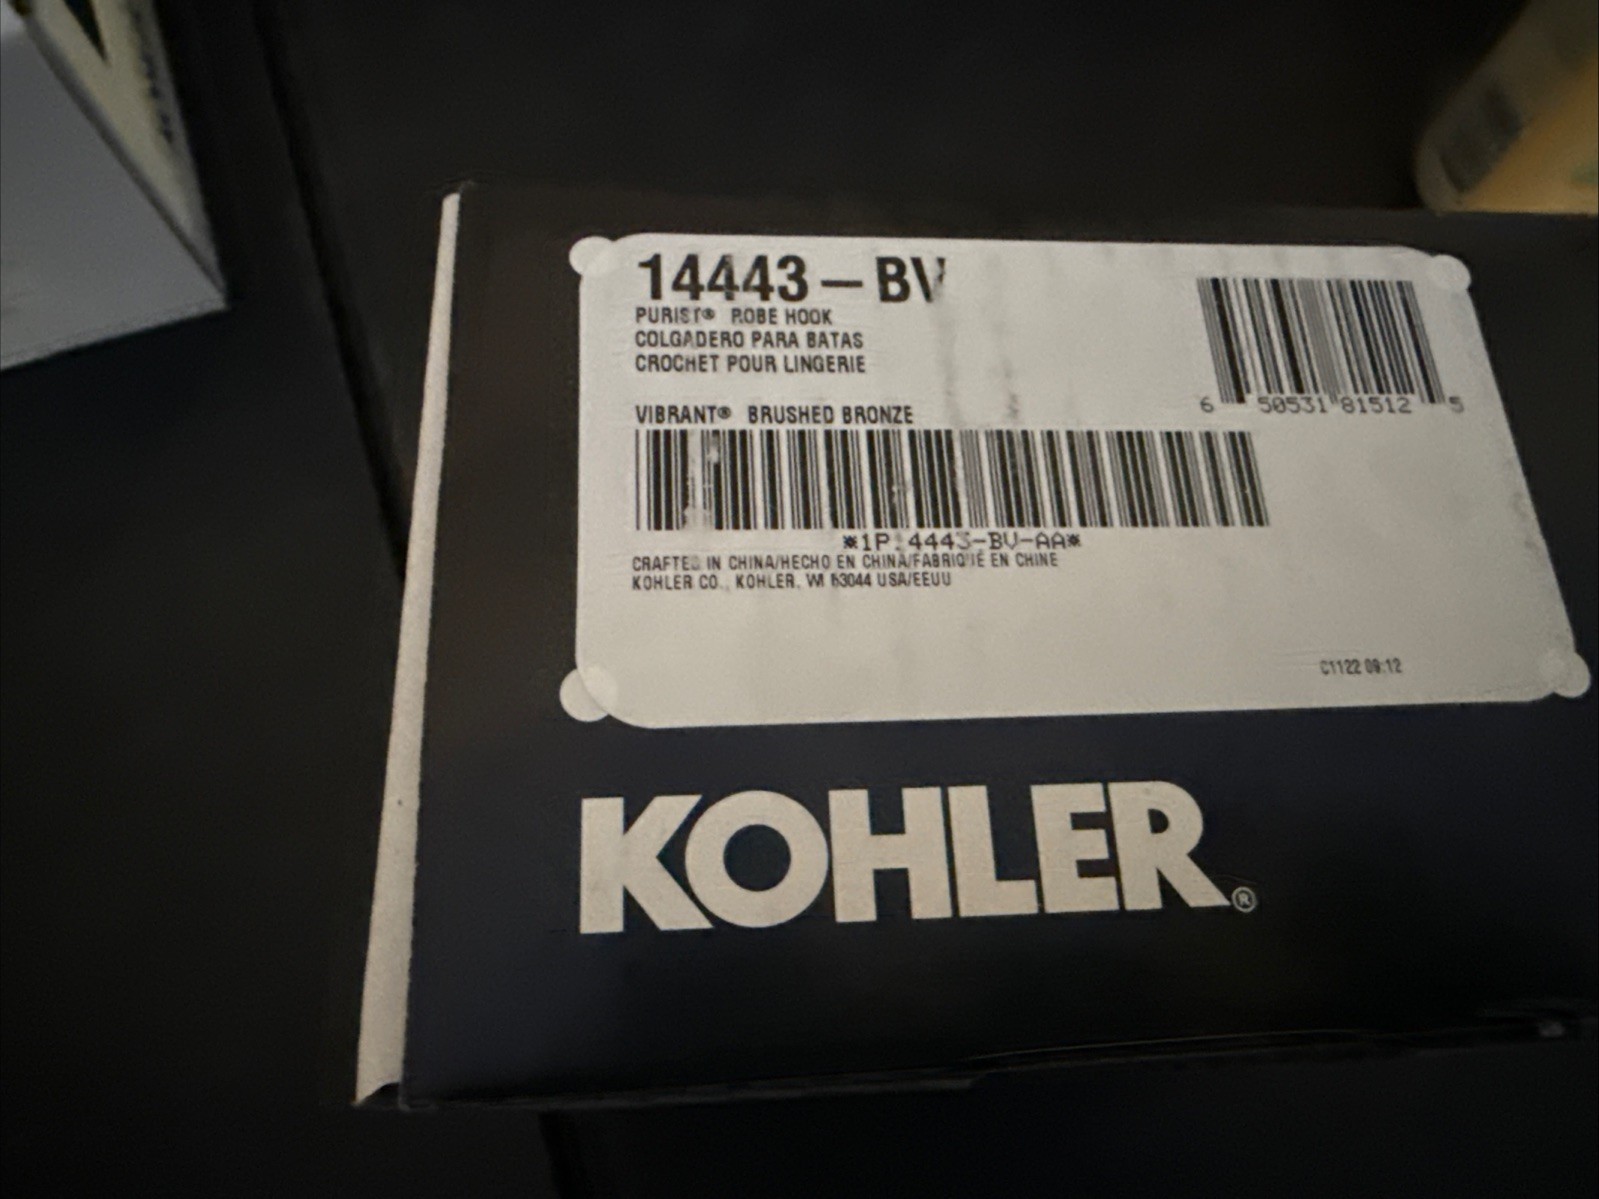 14443-BV
PURIST® ROBE HOOK
COLGADERO PARA BATAS
CROCHET POUR LINGERIE
VIBRANT® BRUSHED BRONZE
6 50531 81512 5
*1P14443-BV-AA*
CRAFTED IN CHINA/HECHO EN CHINA/FABRIQUÉ EN CHINE
KOHLER CO., KOHLER, WI 53044 USA/EEUU
C1122 09:12
KOHLER®